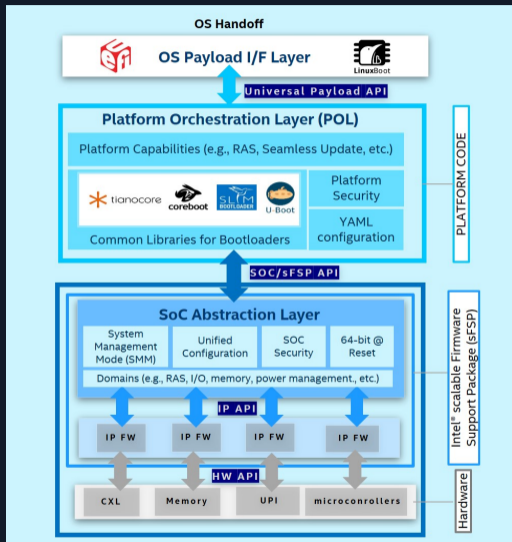 OS Handoff
UEFI
OS Payload I/F Layer
LinuxBoot
Universal Payload API
Platform Orchestration Layer (POL)
Platform Capabilities (e.g., RAS, Seamless Update, etc.)
tianocore
coreboot
SLIM
BOOTLOADER
U-Boot
Common Libraries for Bootloaders
Platform
Security
YAML
configuration
PLATFORM CODE
SOC/sFSP API
SoC Abstraction Layer
System
Management
Mode (SMM)
Unified
Configuration
SOC
Security
64-bit @
Reset
Domains (e.g., RAS, I/O, memory, power management., etc.)
IP API
IP FW
IP FW
IP FW
IP FW
Intel® scalable Firmware
Support Package (sFSP)
HW API
CXL
Memory
UPI
microconrollers
Hardware